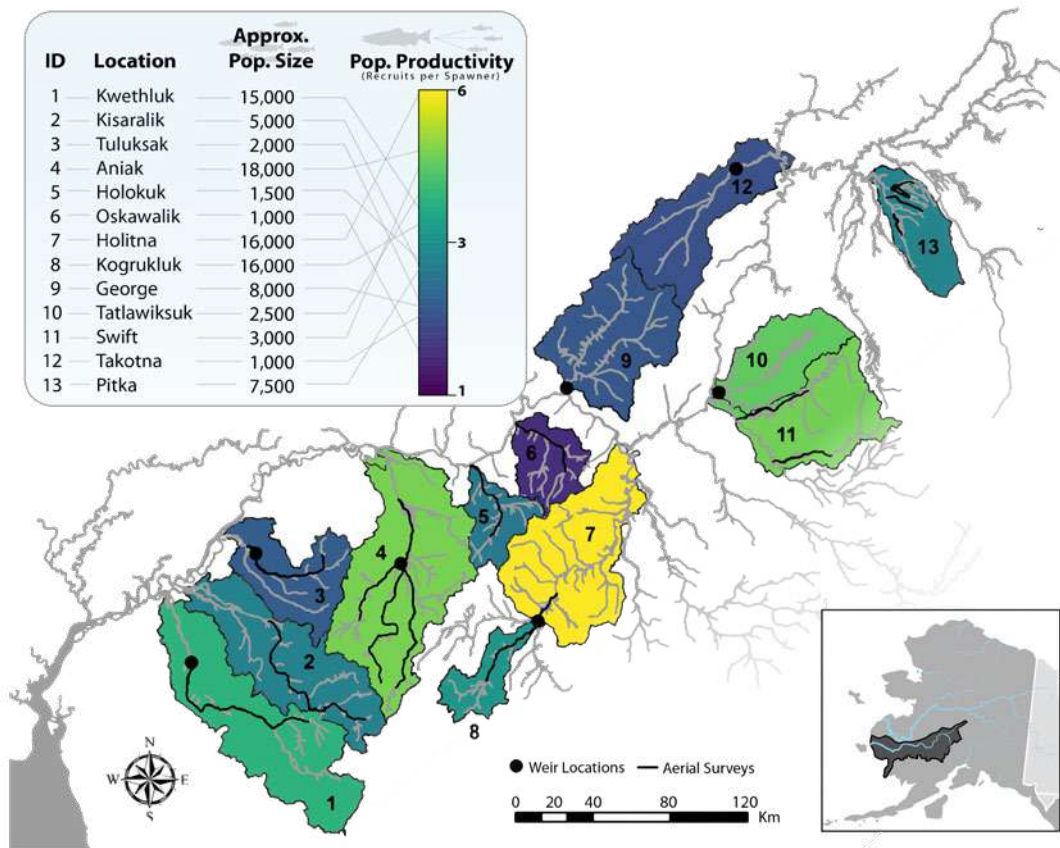 ID Location Approx. Pop. Size Pop. Productivity (Recruits per Spawner)
1 Kwethluk 15,000
2 Kisaralik 5,000
3 Tuluksak 2,000
4 Aniak 18,000
5 Holokuk 1,500
6 Oskawalik 1,000
7 Holitna 16,000
8 Kogrukluk 16,000
9 George 8,000
10 Tatlawiksuk 2,500
11 Swift 3,000
12 Takotna 1,000
13 Pitka 7,500
6
3
1
12
13
9
10
11
6
5
7
4
3
2
8
1
N
W E
S
Weir Locations Aerial Surveys
0 20 40 80 120
Km